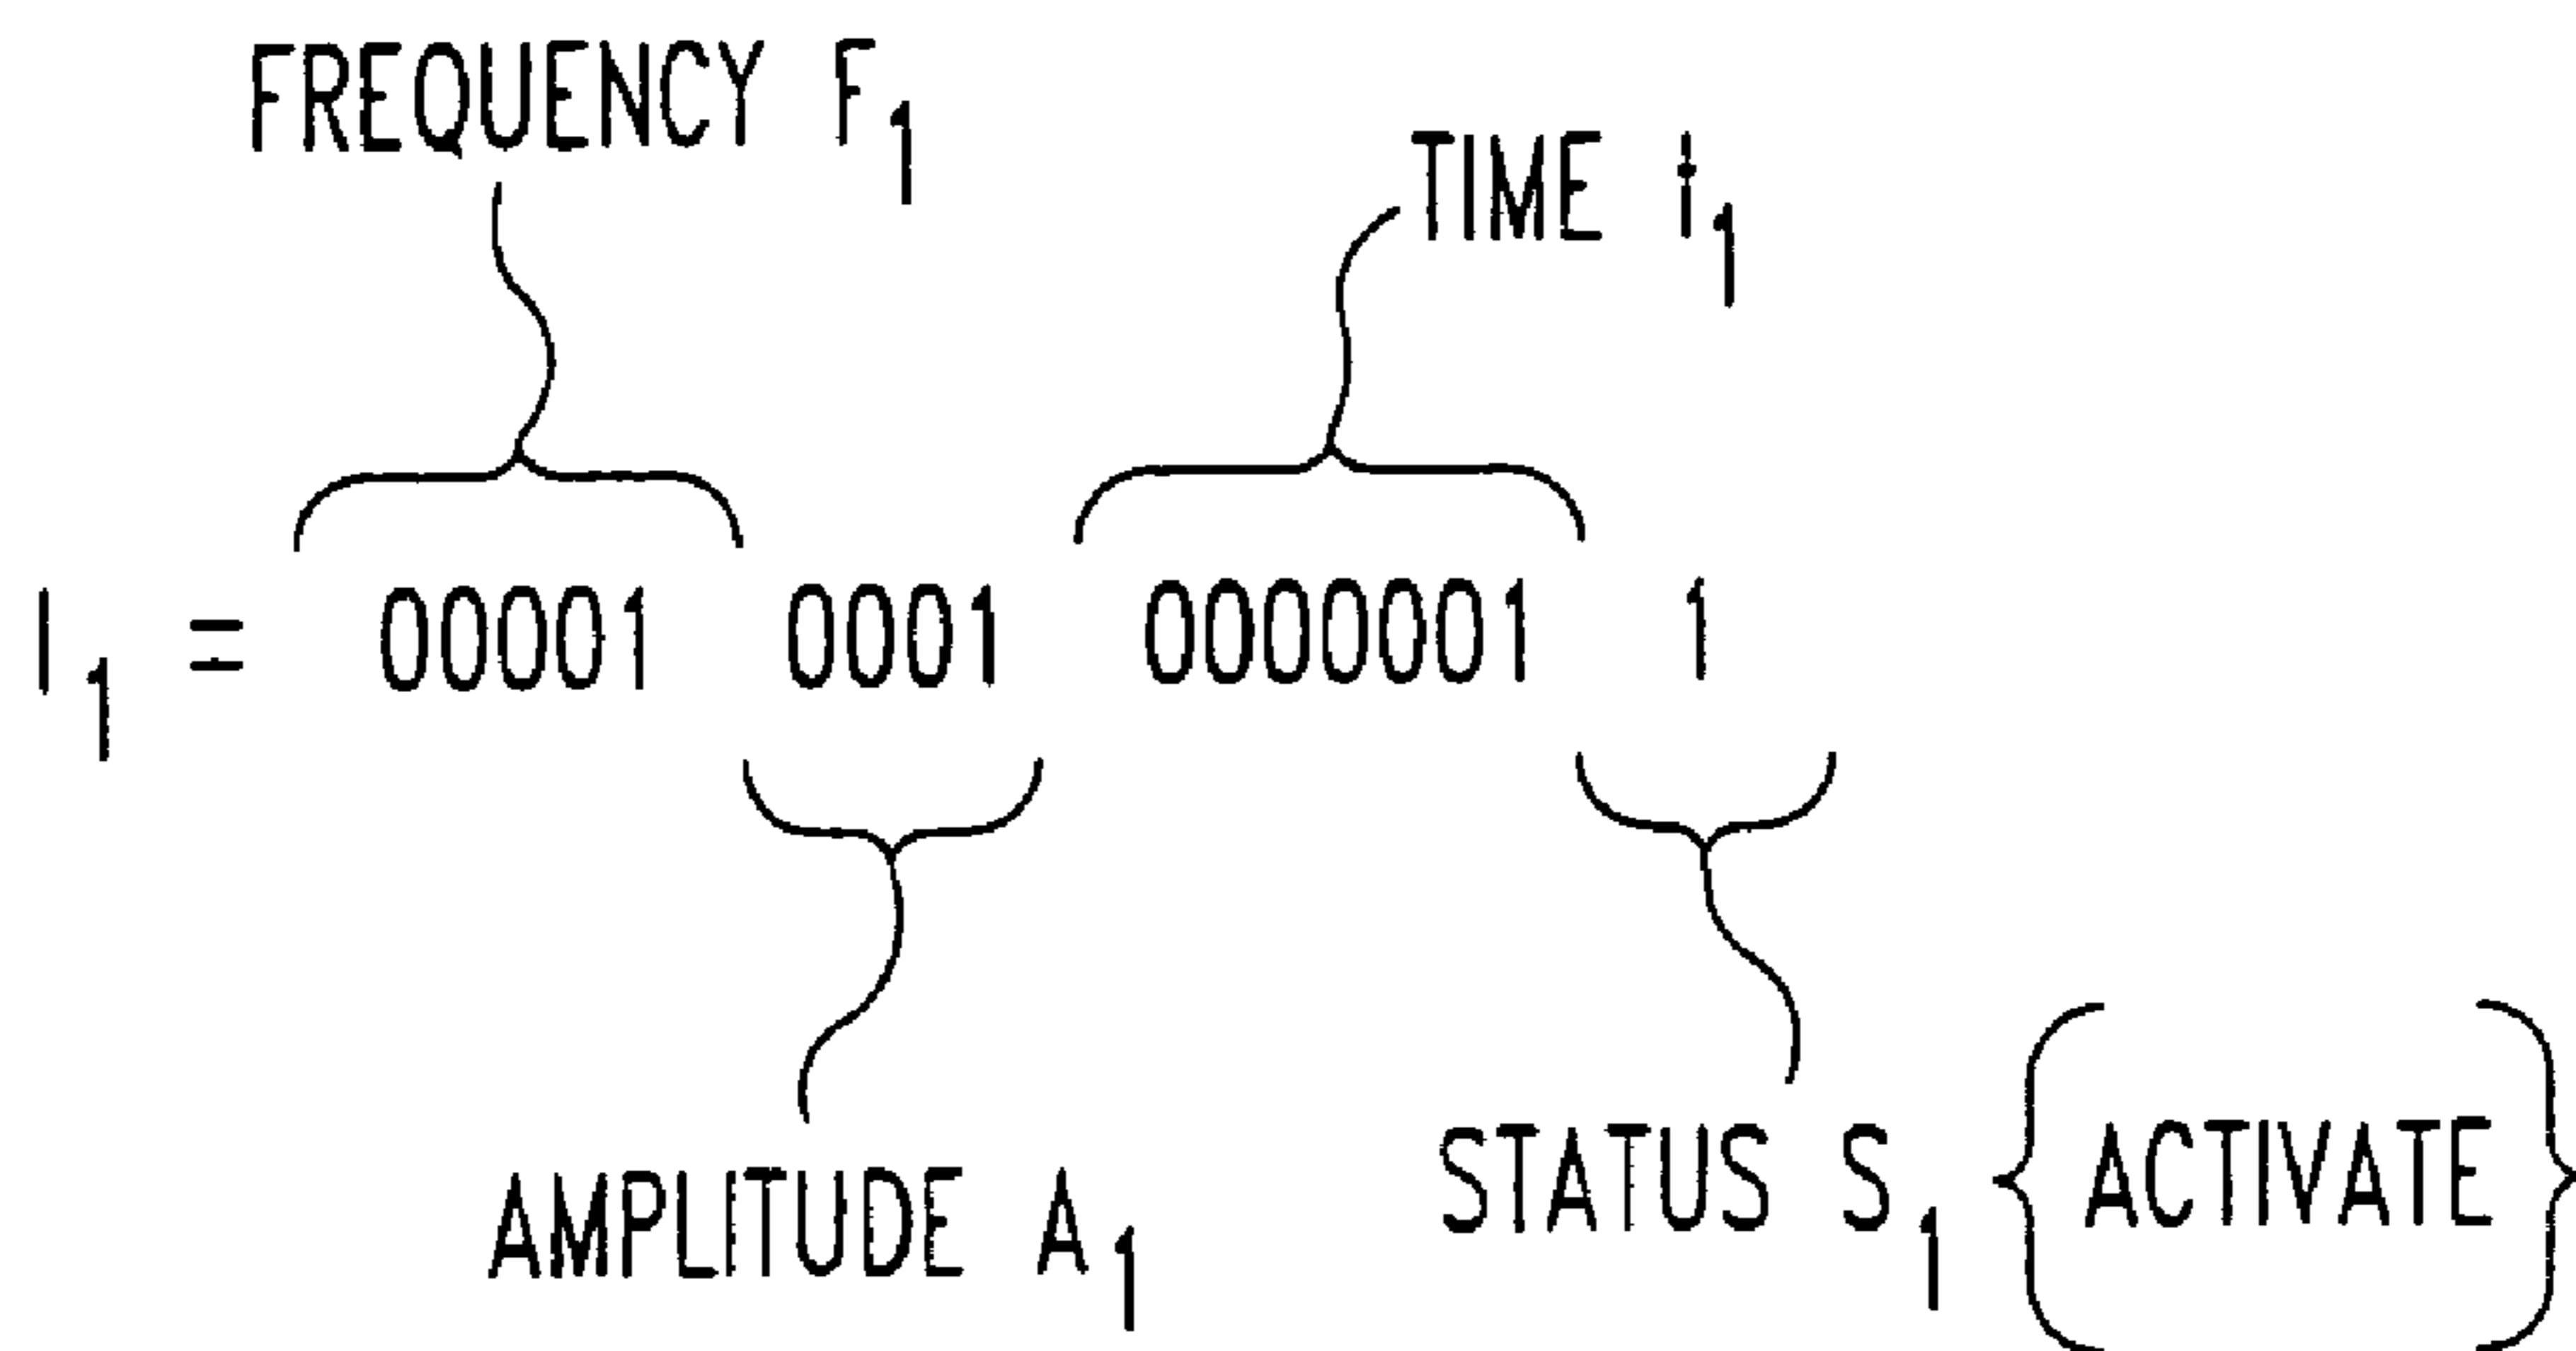 FREQUENCY F1
TIME t1
I1 = 00001 0001 0000001 1
AMPLITUDE A1
STATUS S1 {ACTIVATE}